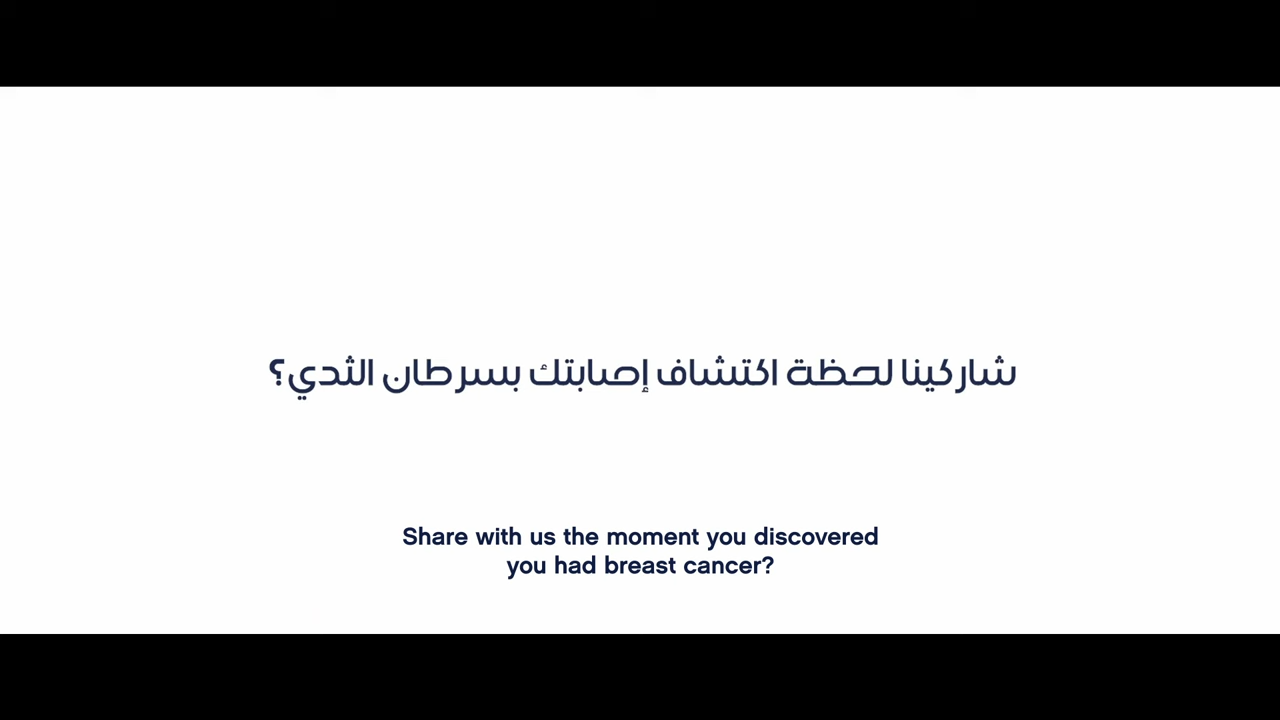 شاركينا لحظة اكتشاف إصابتك بسرطان الثدي؟
Share with us the moment you discovered
you had breast cancer?